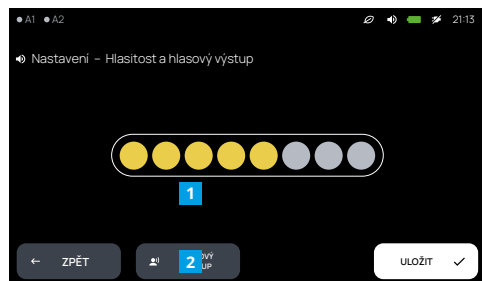 A1 A2 21:13
Nastavení – Hlasitost a hlasový výstup
1
ZPĚT
2
ULOŽIT